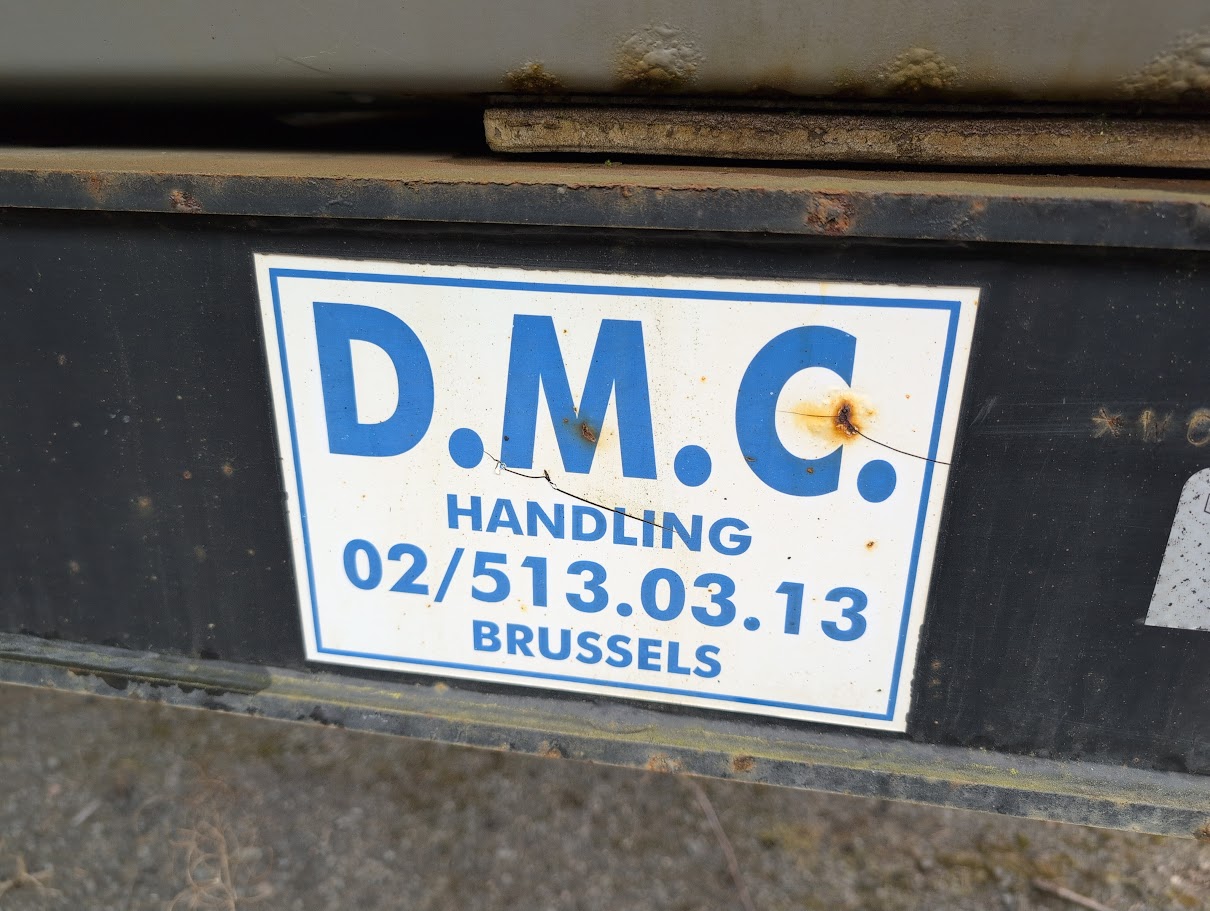 D.M.C.
HANDLING
02/513.03.13
BRUSSELS